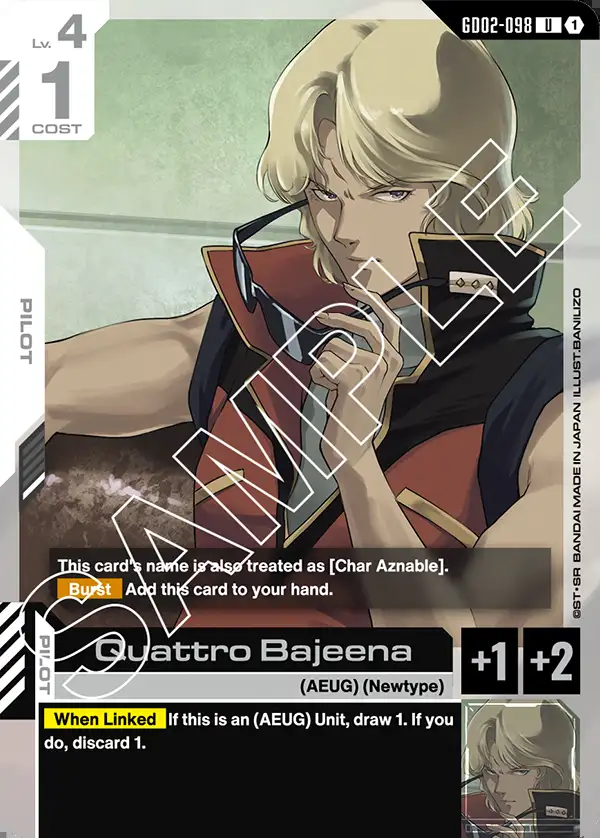 GD02-098 U 1
Lv. 4
1
COST
PILOT
©ST・SR BANDAI MADE IN JAPAN ILLUST.BANILIZO
SAMPLE
This card's name is also treated as [Char Aznable].
Burst Add this card to your hand.
PILOT
Quattro Bajeena
+1 +2
(AEUG) (Newtype)
When Linked If this is an (AEUG) Unit, draw 1. If you
do, discard 1.